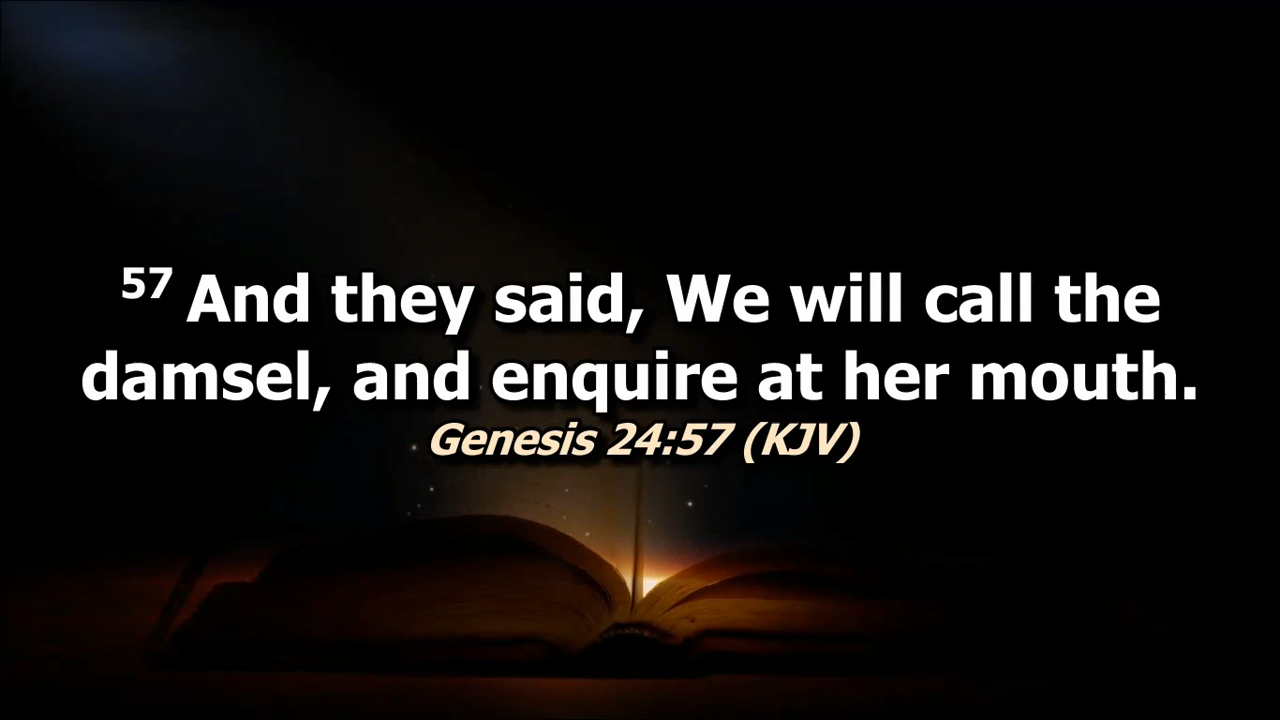 57 And they said, We will call the
damsel, and enquire at her mouth.
Genesis 24:57 (KJV)